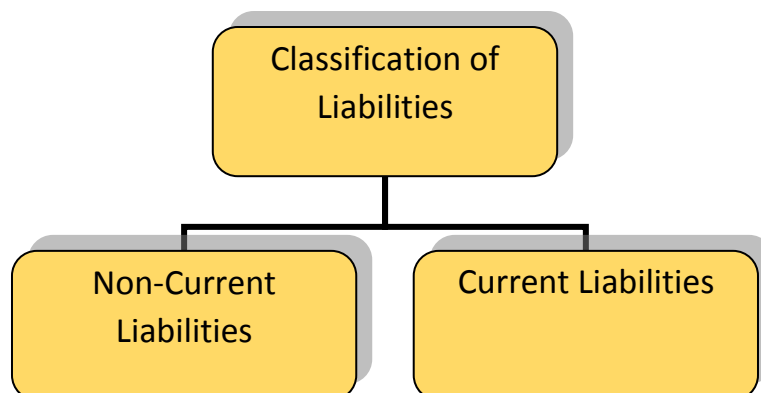 Classification of
Liabilities
Non-Current
Liabilities
Current Liabilities